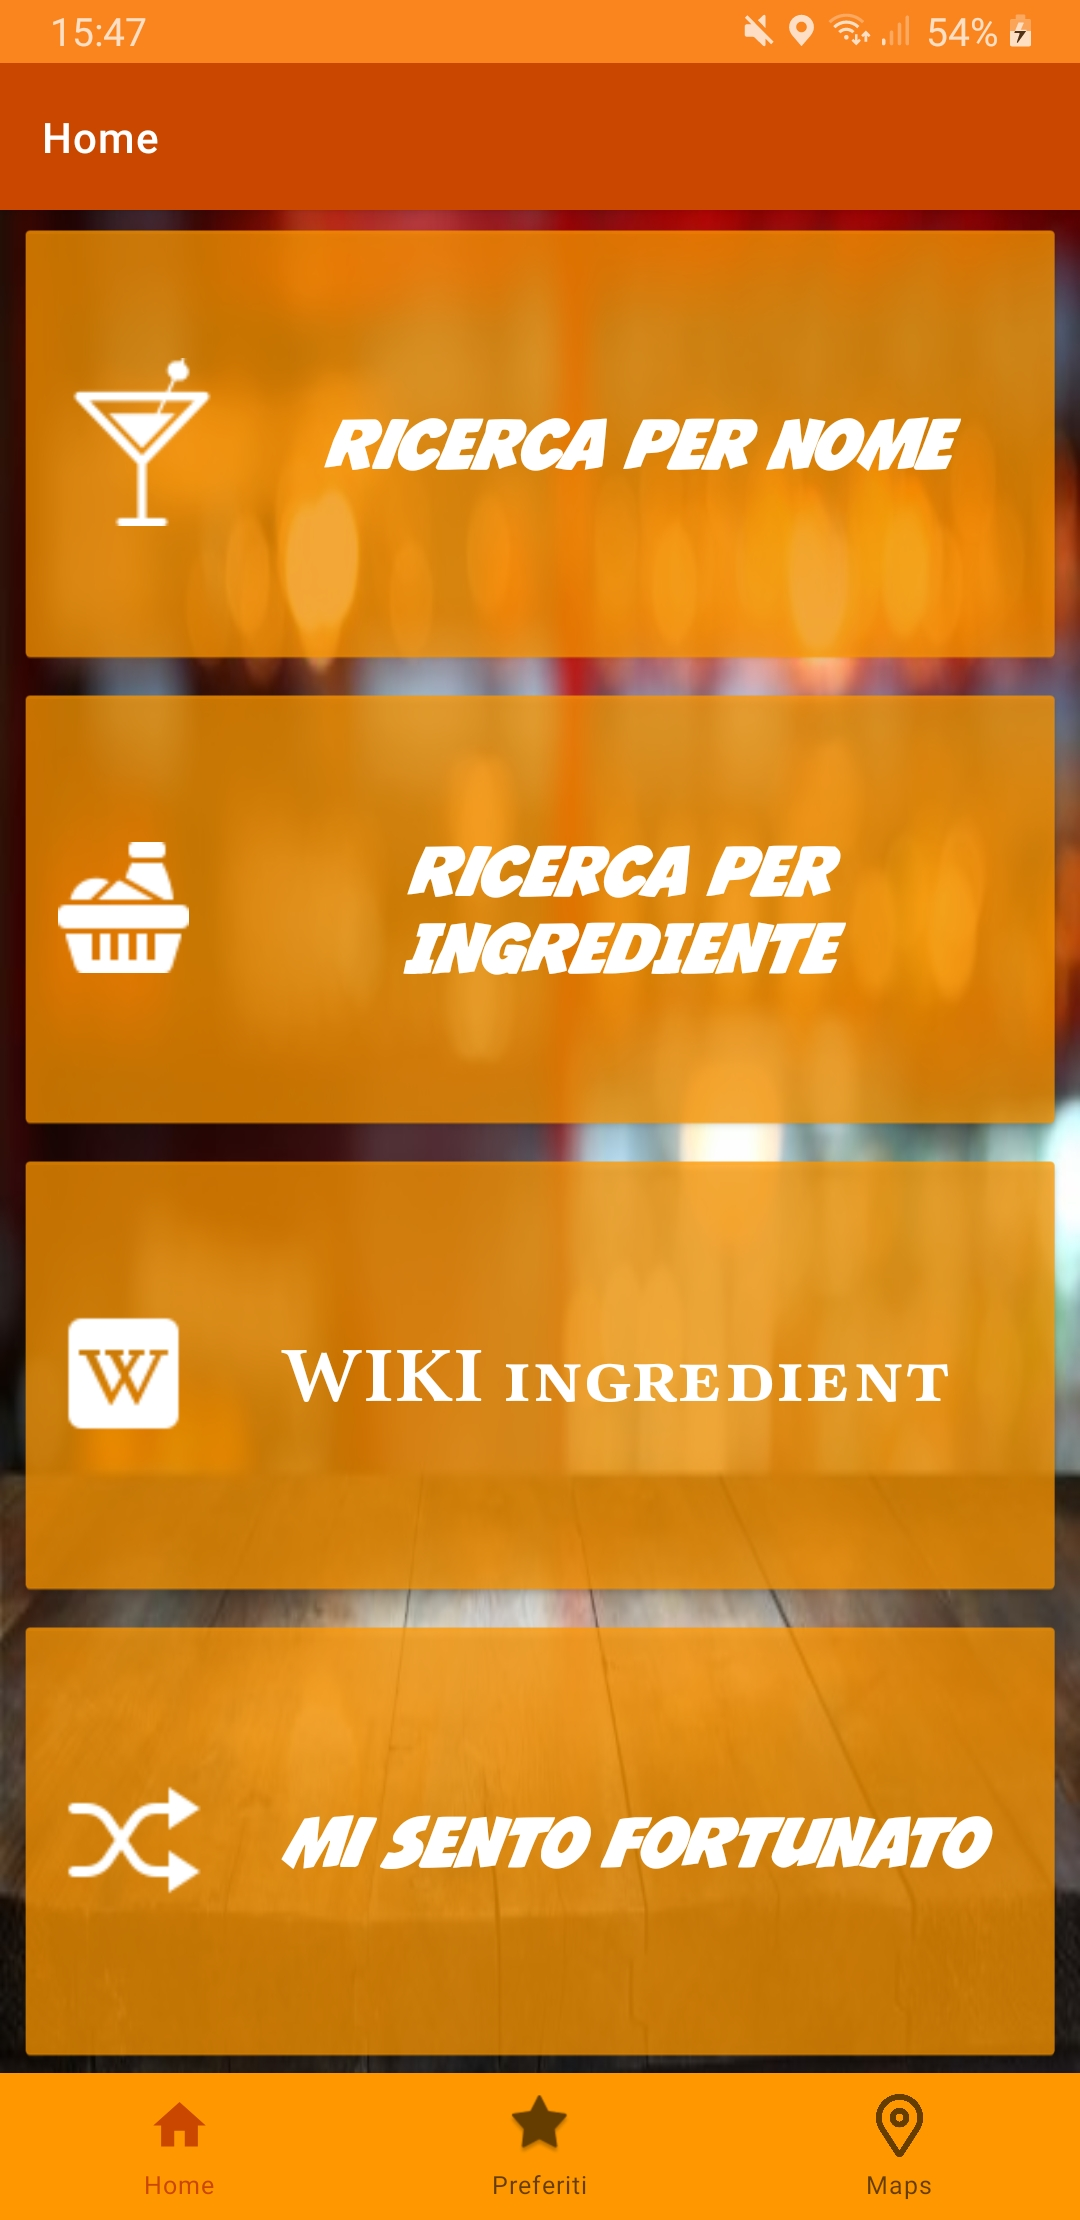 15:47
54%
Home
RICERCA PER NOME
RICERCA PER
INGREDIENTE
W
WIKI INGREDIENT
MI SENTO FORTUNATO
Home
Preferiti
Maps